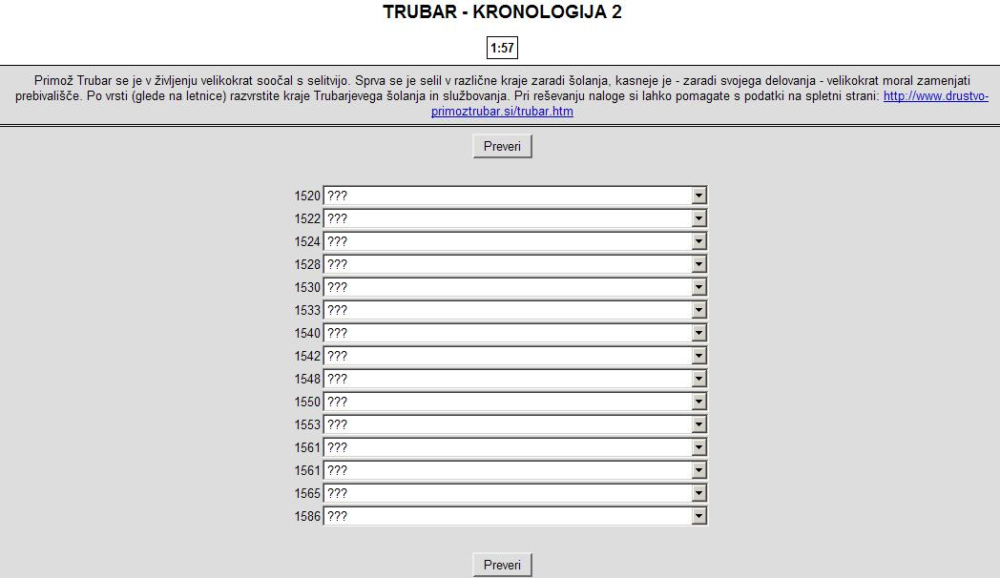 TRUBAR - KRONOLOGIJA 2
1:57
Primož Trubar se je v življenju velikokrat soočal s selitvijo. Sprva se je selil v različne kraje zaradi šolanja, kasneje je - zaradi svojega delovanja - velikokrat moral zamenjati
prebivališče. Po vrsti (glede na letnice) razvrstite kraje Trubarjevega šolanja in službovanja. Pri reševanju naloge si lahko pomagate s podatki na spletni strani: http://www.drustvo-
primoztrubar.si/trubar.htm
Preveri
1520 ???
1522 ???
1524 ???
1528 ???
1530 ???
1533 ???
1540 ???
1542 ???
1548 ???
1550 ???
1553 ???
1561 ???
1561 ???
1565 ???
1586 ???
Preveri